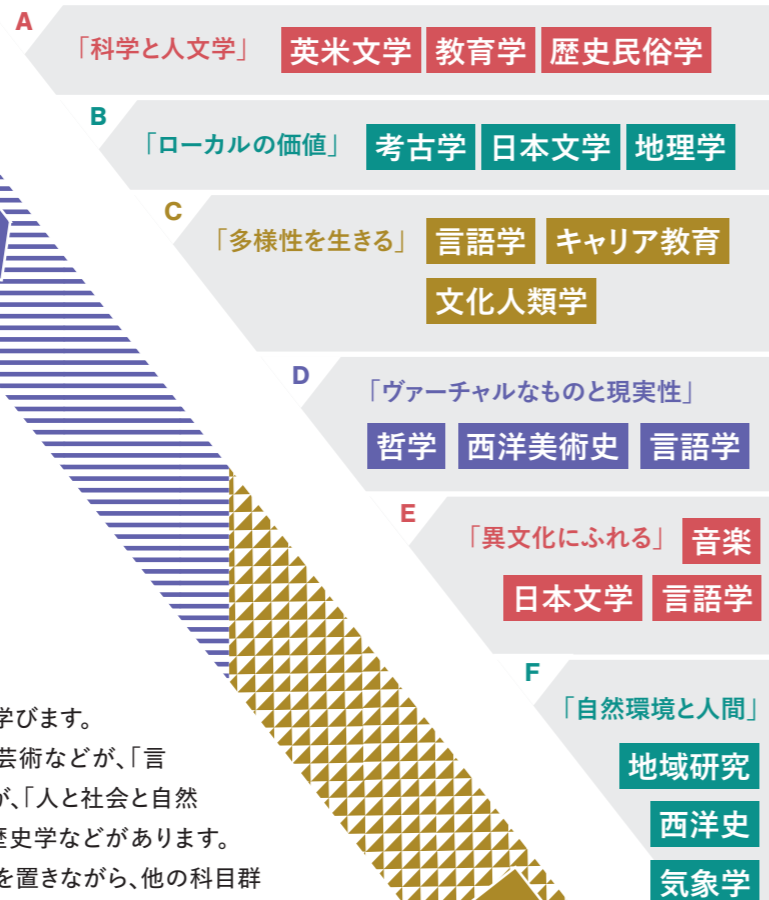 A
「科学と人文学」 英米文学 教育学 歴史民俗学
B
「ローカルの価値」 考古学 日本文学 地理学
C
「多様性を生きる」 言語学 キャリア教育
文化人類学
D
「ヴァーチャルなものと現実性」
哲学 西洋美術史 言語学
E
「異文化にふれる」 音楽
日本文学 言語学
F
「自然環境と人間」
地域研究
西洋史
気象学
学びます。
芸術などが、「言
が、「人と社会と自然
歴史学などがあります。
を置きながら、他の科目群